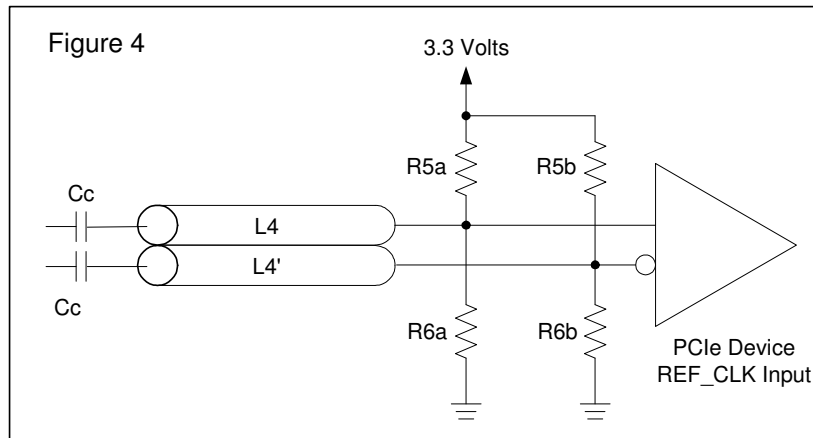 Figure 4
3.3 Volts
R5a
R5b
Cc
L4
L4'
Cc
R6a
R6b
PCIe Device
REF_CLK Input